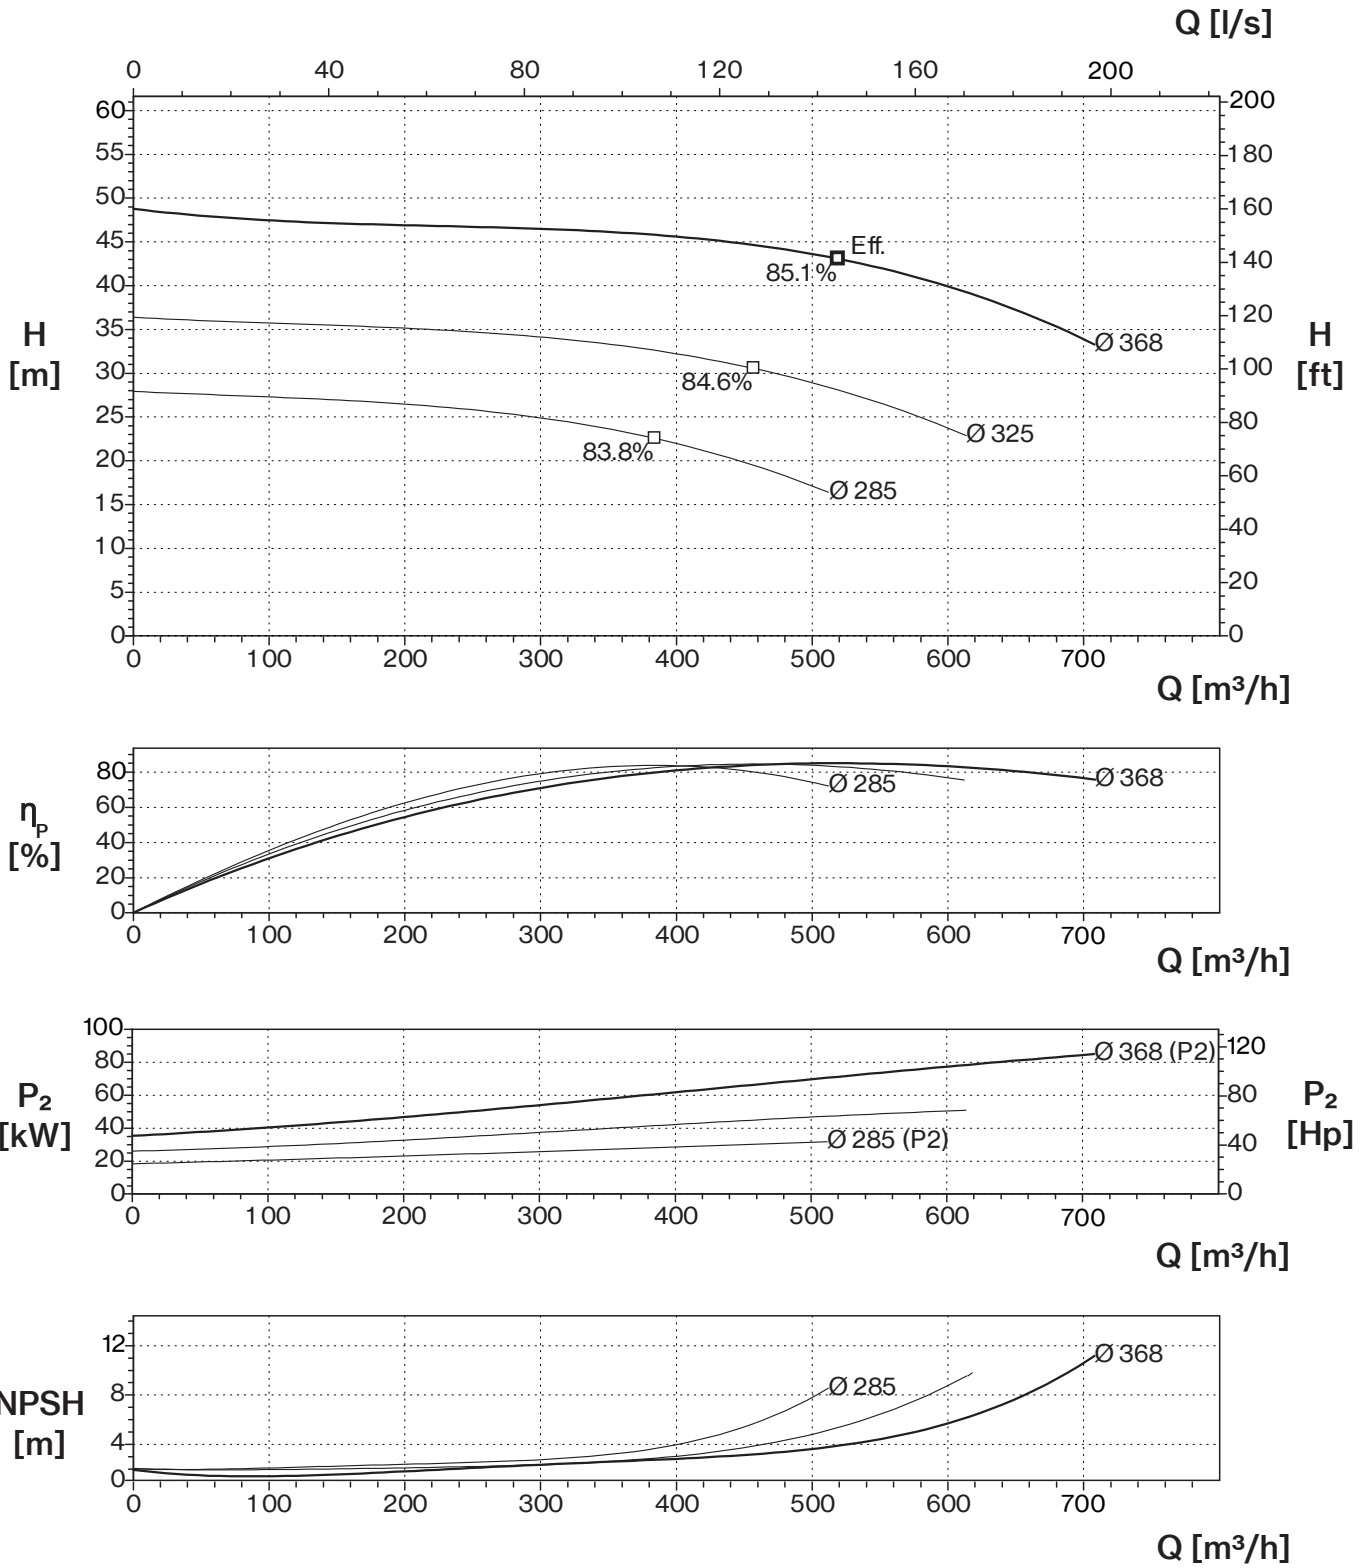 Q [l/s]
0 40 80 120 160 200
60 200
55 180
50 160
45 Eff. 140
85.1%
40 120
H [m] 35 Ø 368 H [ft]
30 100
84.6%
25 Ø 325 80
83.8%
20 60
Ø 285
15 40
10 20
5
0 0
0 100 200 300 400 500 600 700
Q [m³/h]
80 Ø 285 Ø 368
ηP [%] 60
40
20
0
0 100 200 300 400 500 600 700
Q [m³/h]
100
80 Ø 368 (P2) 120
P₂ [kW] 60 80 P₂ [Hp]
40 Ø 285 (P2) 40
20
0 0
0 100 200 300 400 500 600 700
Q [m³/h]
12 Ø 368
NPSH [m] 8 Ø 285
4
0
0 100 200 300 400 500 600 700
Q [m³/h]